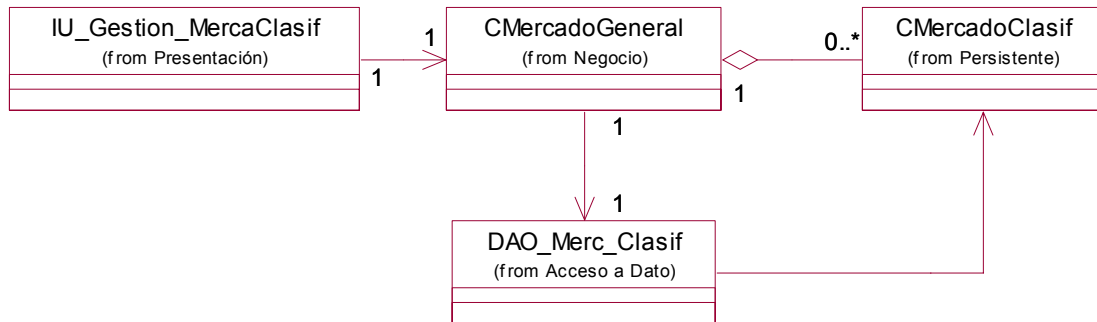 IU_Gestion_MercaClasif
(from Presentación)
1
1
CMercadoGeneral
(from Negocio)
1
0..*
CMercadoClasif
(from Persistente)
1
1
DAO_Merc_Clasif
(from Acceso a Dato)